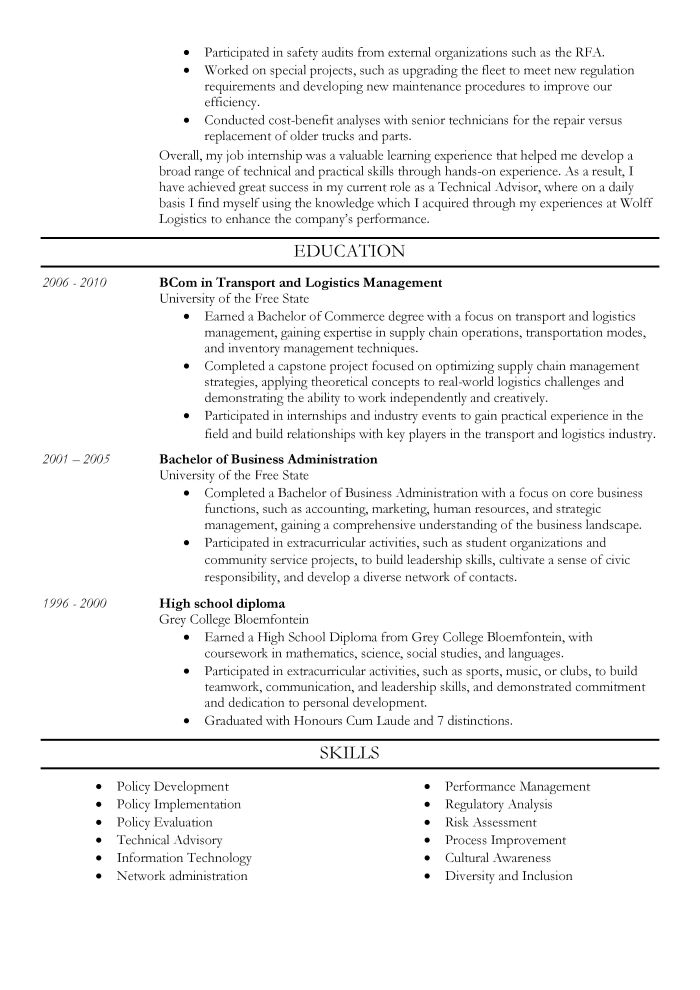 • Participated in safety audits from external organizations such as the RFA.
• Worked on special projects, such as upgrading the fleet to meet new regulation
requirements and developing new maintenance procedures to improve our
efficiency.
• Conducted cost-benefit analyses with senior technicians for the repair versus
replacement of older trucks and parts.
Overall, my job internship was a valuable learning experience that helped me develop a
broad range of technical and practical skills through hands-on experience. As a result, I
have achieved great success in my current role as a Technical Advisor, where on a daily
basis I find myself using the knowledge which I acquired through my experiences at Wolff
Logistics to enhance the company's performance.
EDUCATION
2006 - 2010 BCom in Transport and Logistics Management
University of the Free State
• Earned a Bachelor of Commerce degree with a focus on transport and logistics
management, gaining expertise in supply chain operations, transportation modes,
and inventory management techniques.
• Completed a capstone project focused on optimizing supply chain management
strategies, applying theoretical concepts to real-world logistics challenges and
demonstrating the ability to work independently and creatively.
• Participated in internships and industry events to gain practical experience in the
field and build relationships with key players in the transport and logistics industry.
2001 – 2005 Bachelor of Business Administration
University of the Free State
• Completed a Bachelor of Business Administration with a focus on core business
functions, such as accounting, marketing, human resources, and strategic
management, gaining a comprehensive understanding of the business landscape.
• Participated in extracurricular activities, such as student organizations and
community service projects, to build leadership skills, cultivate a sense of civic
responsibility, and develop a diverse network of contacts.
1996 - 2000 High school diploma
Grey College Bloemfontein
• Earned a High School Diploma from Grey College Bloemfontein, with
coursework in mathematics, science, social studies, and languages.
• Participated in extracurricular activities, such as sports, music, or clubs, to build
teamwork, communication, and leadership skills, and demonstrated commitment
and dedication to personal development.
• Graduated with Honours Cum Laude and 7 distinctions.
SKILLS
• Policy Development
• Policy Implementation
• Policy Evaluation
• Technical Advisory
• Information Technology
• Network administration
• Performance Management
• Regulatory Analysis
• Risk Assessment
• Process Improvement
• Cultural Awareness
• Diversity and Inclusion